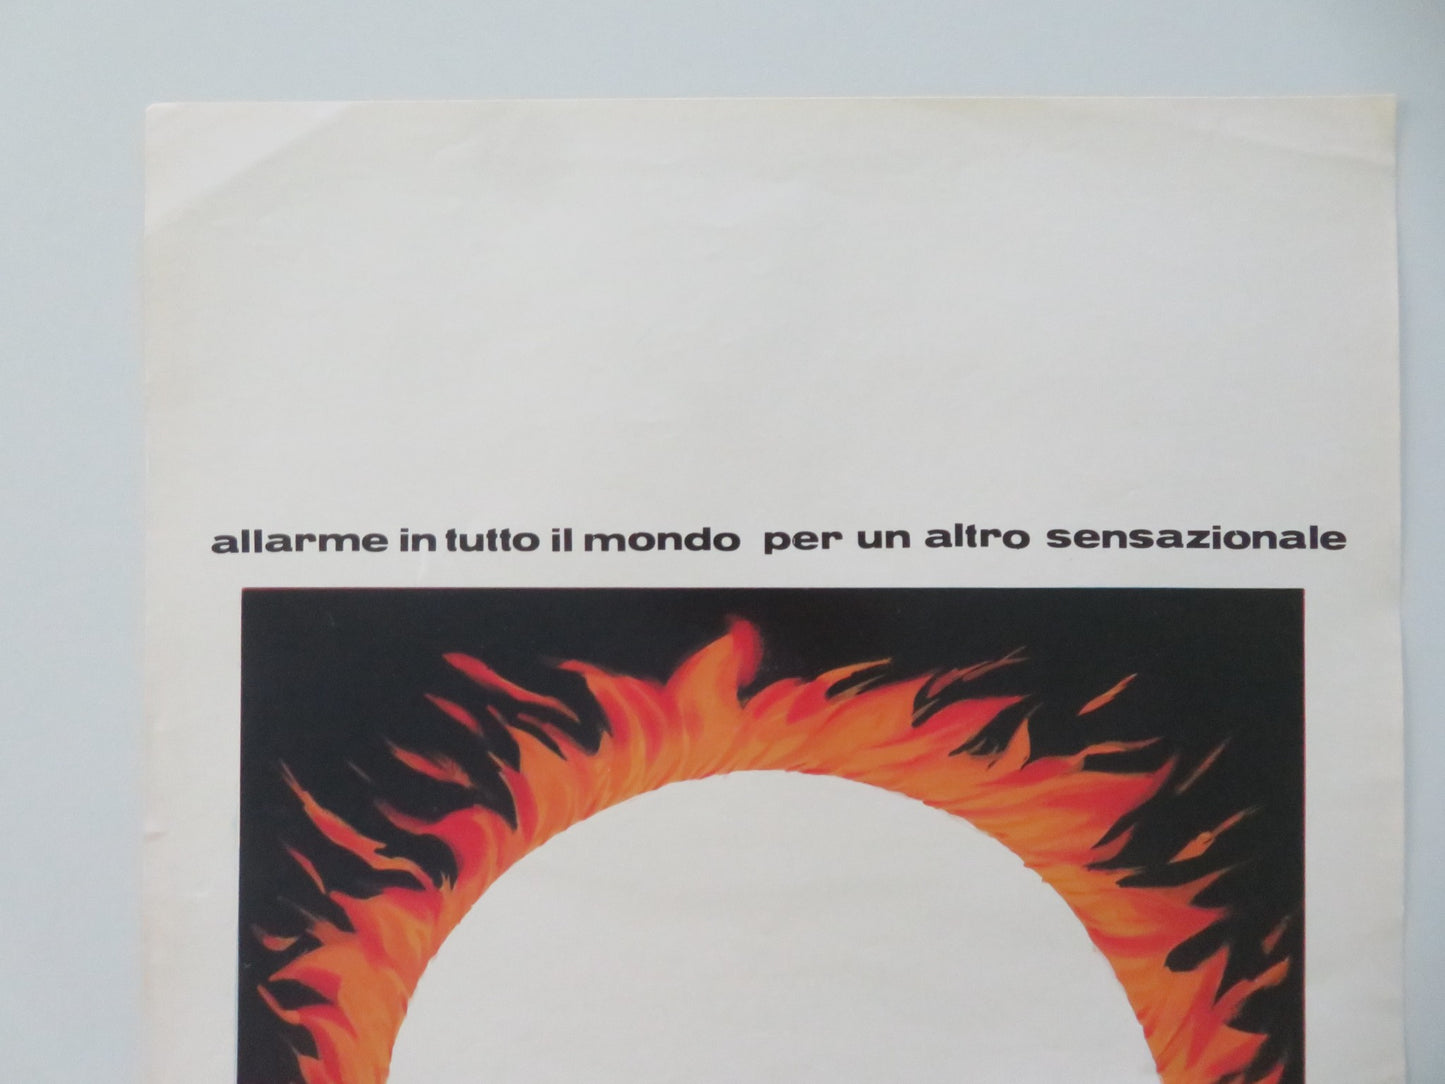 allarme in tutto il mondo per un altro sensazionale